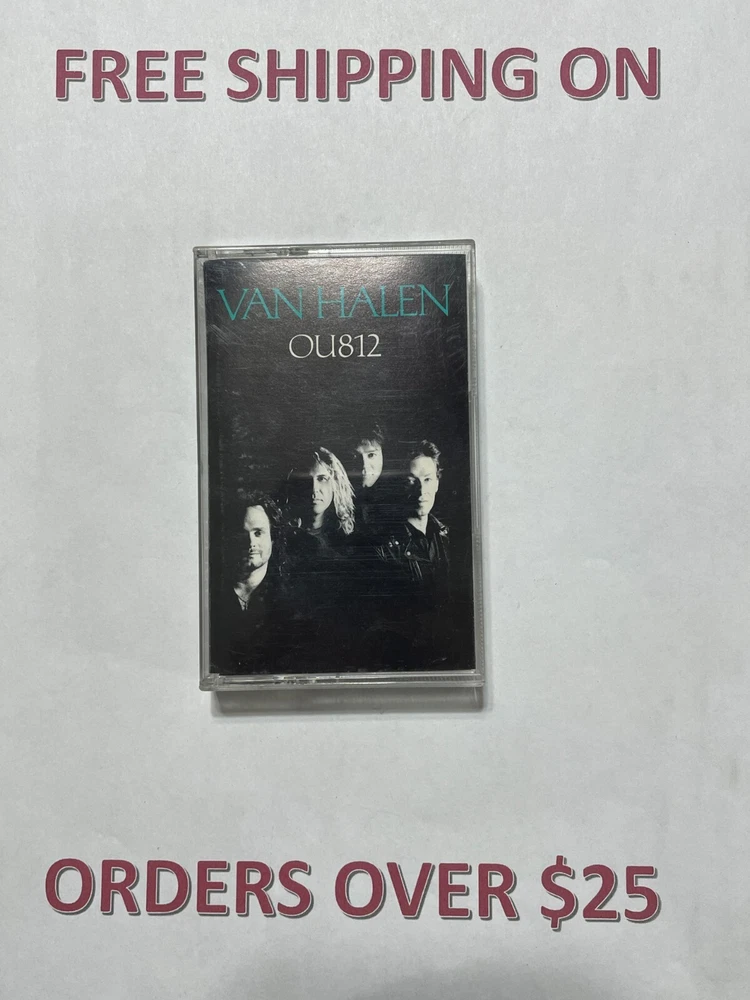 FREE SHIPPING ON
VAN HALEN
OU812
ORDERS OVER $25